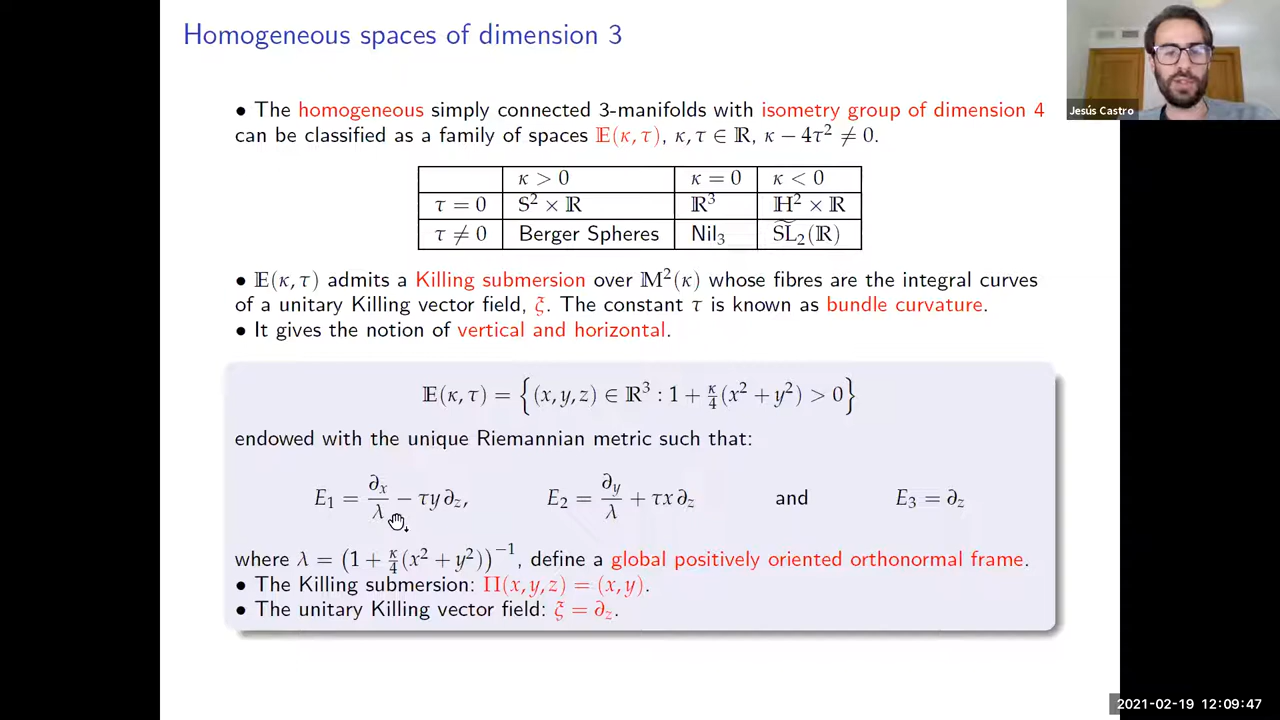 Homogeneous spaces of dimension 3
Jesús Castro
• The homogeneous simply connected 3-manifolds with isometry group of dimension 4
can be classified as a family of spaces 𝔼(κ, τ), κ, τ ∈ ℝ, κ − 4τ² ≠ 0.
κ > 0 κ = 0 κ < 0
τ = 0 𝕊² × ℝ ℝ³ ℍ² × ℝ
τ ≠ 0 Berger Spheres Nil₃ S̃L̃₂(ℝ)
• 𝔼(κ, τ) admits a Killing submersion over 𝕄²(κ) whose fibres are the integral curves
of a unitary Killing vector field, ξ. The constant τ is known as bundle curvature.
• It gives the notion of vertical and horizontal.
𝔼(κ, τ) = {(x, y, z) ∈ ℝ³ : 1 + κ/4(x² + y²) > 0}
endowed with the unique Riemannian metric such that:
E₁ = ∂ₓ/λ − τy ∂_z, E₂ = ∂_y/λ + τx ∂_z and E₃ = ∂_z
where λ = (1 + κ/4(x² + y²))⁻¹, define a global positively oriented orthonormal frame.
• The Killing submersion: Π(x, y, z) = (x, y).
• The unitary Killing vector field: ξ = ∂_z.
2021-02-19 12:09:47